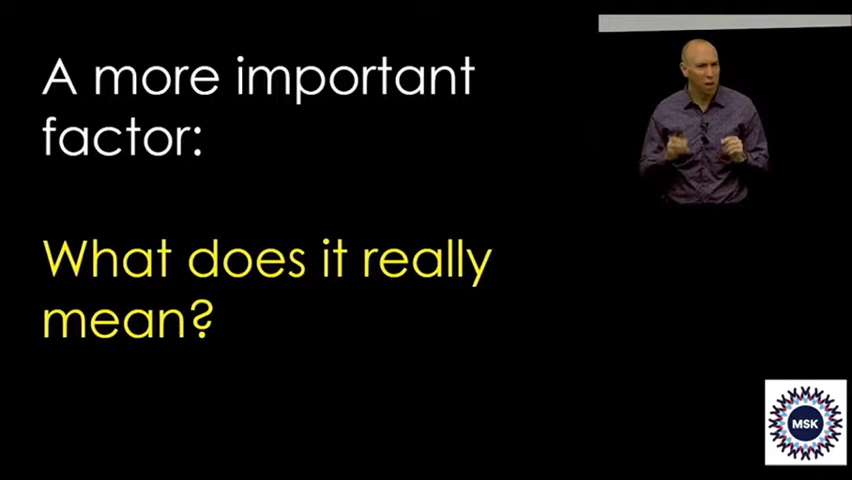 A more important
factor:
What does it really
mean?
MSK